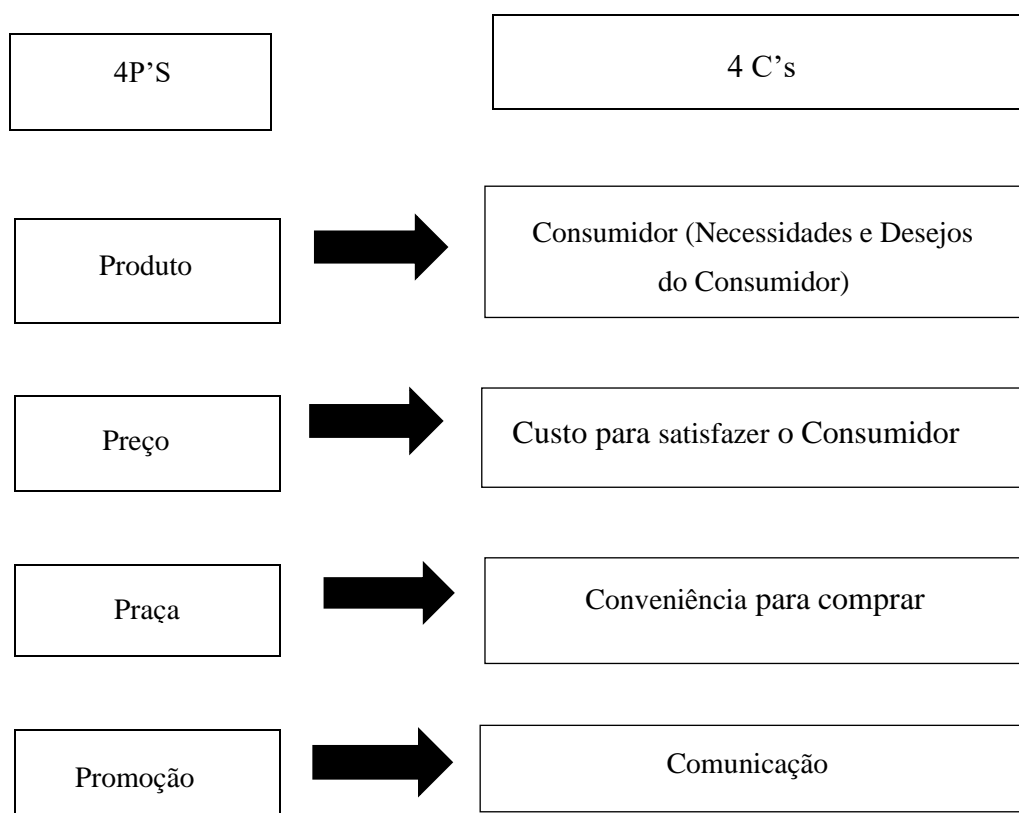 4P’S
4 C’s
Produto
Consumidor (Necessidades e Desejos
do Consumidor)
Preço
Custo para satisfazer o Consumidor
Praça
Conveniência para comprar
Promoção
Comunicação